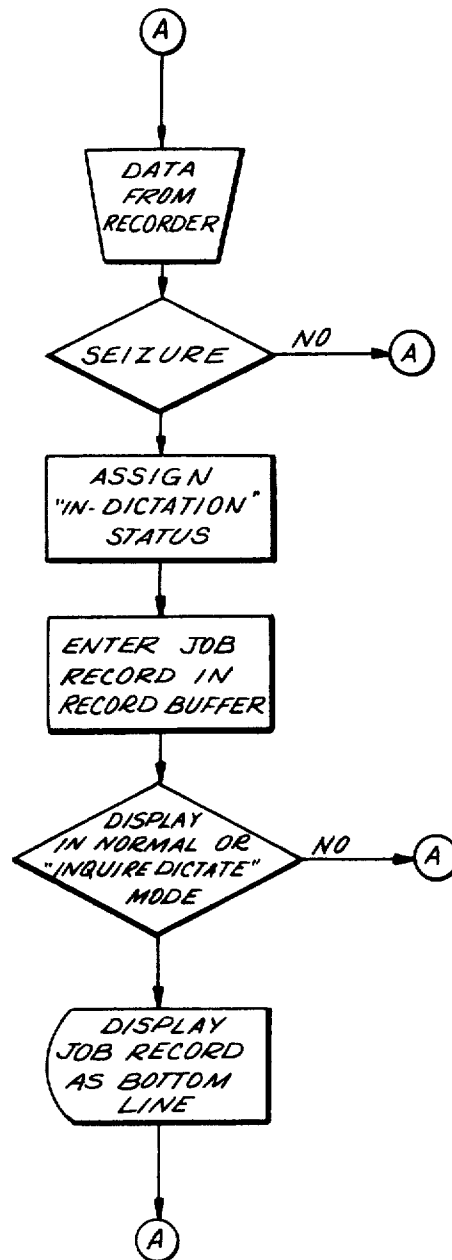 A
DATA
FROM
RECORDER
SEIZURE
NO
A
ASSIGN
"IN-DICTATION"
STATUS
ENTER JOB
RECORD IN
RECORD BUFFER
DISPLAY
IN NORMAL OR
"INQUIRE DICTATE"
MODE
NO
A
DISPLAY
JOB RECORD
AS BOTTOM
LINE
A